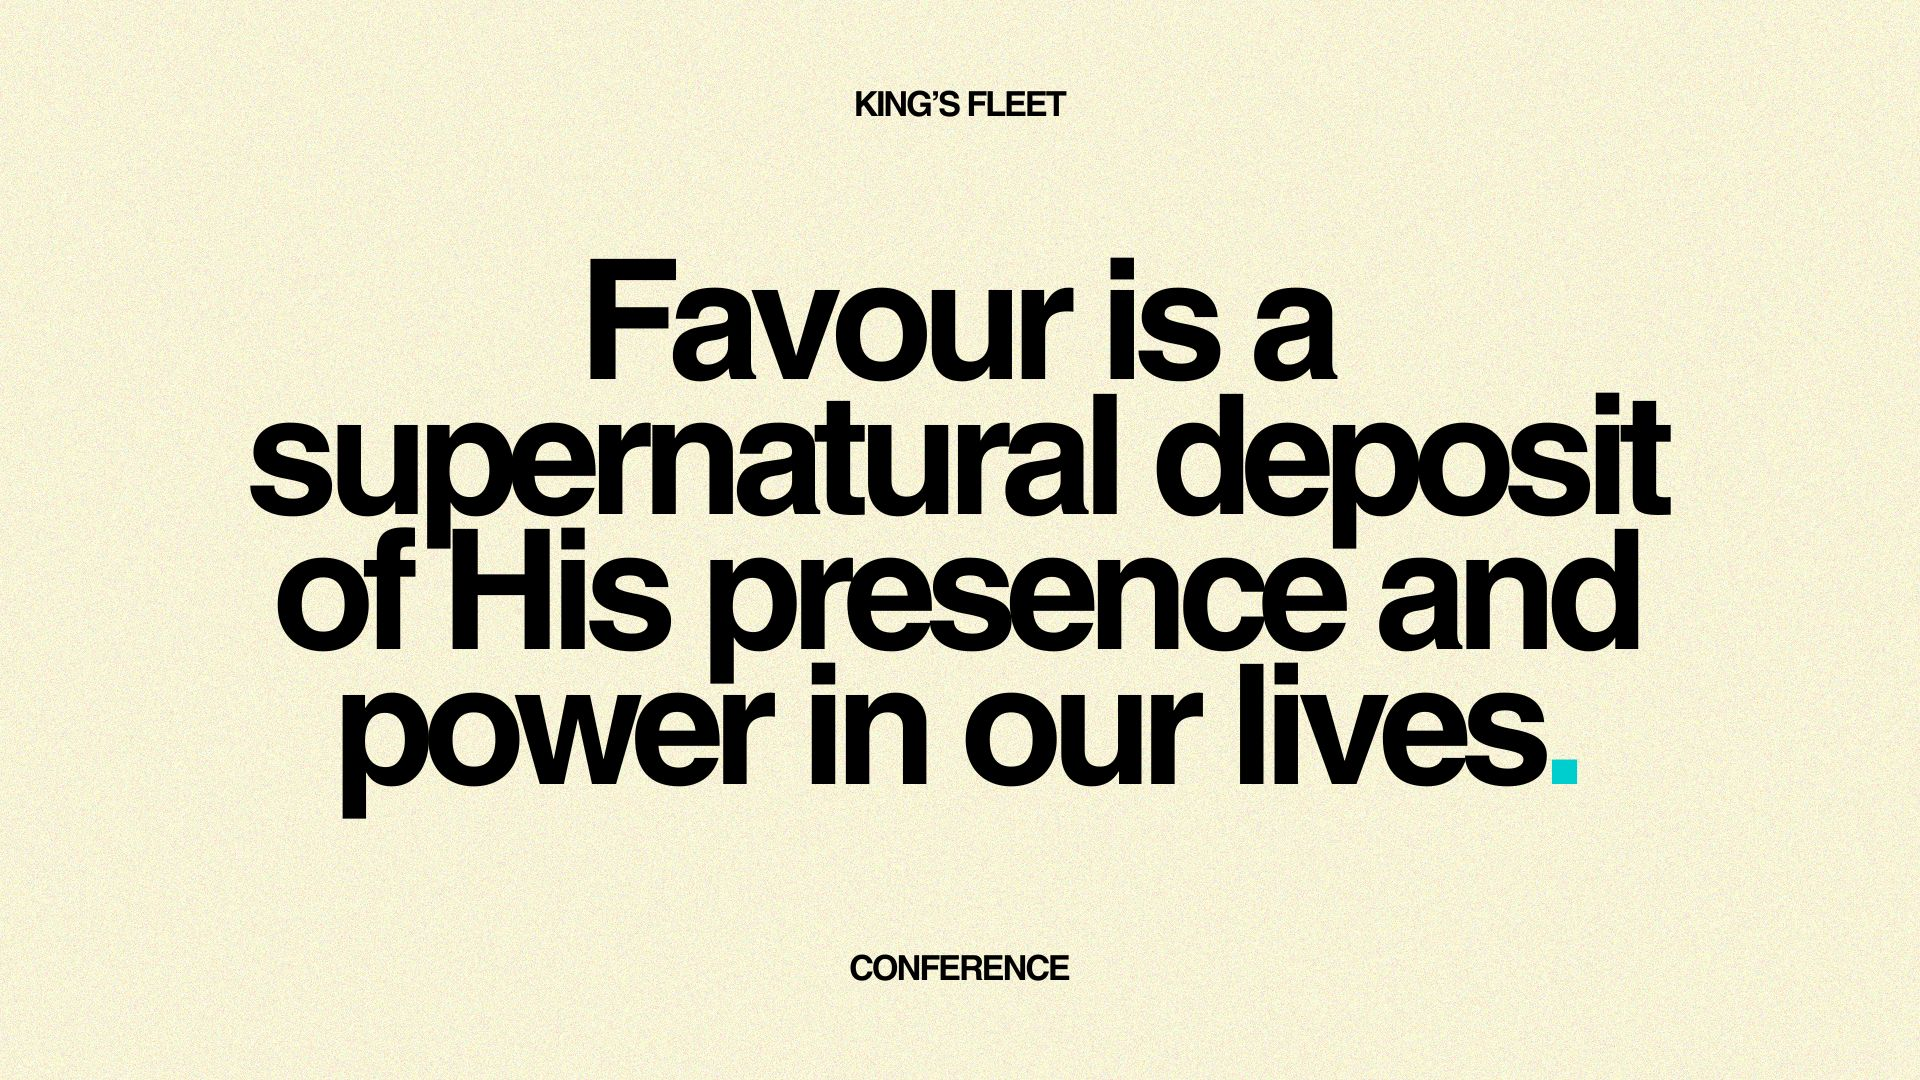 KING’S FLEET
Favour is a
supernatural deposit
of His presence and
power in our lives.
CONFERENCE